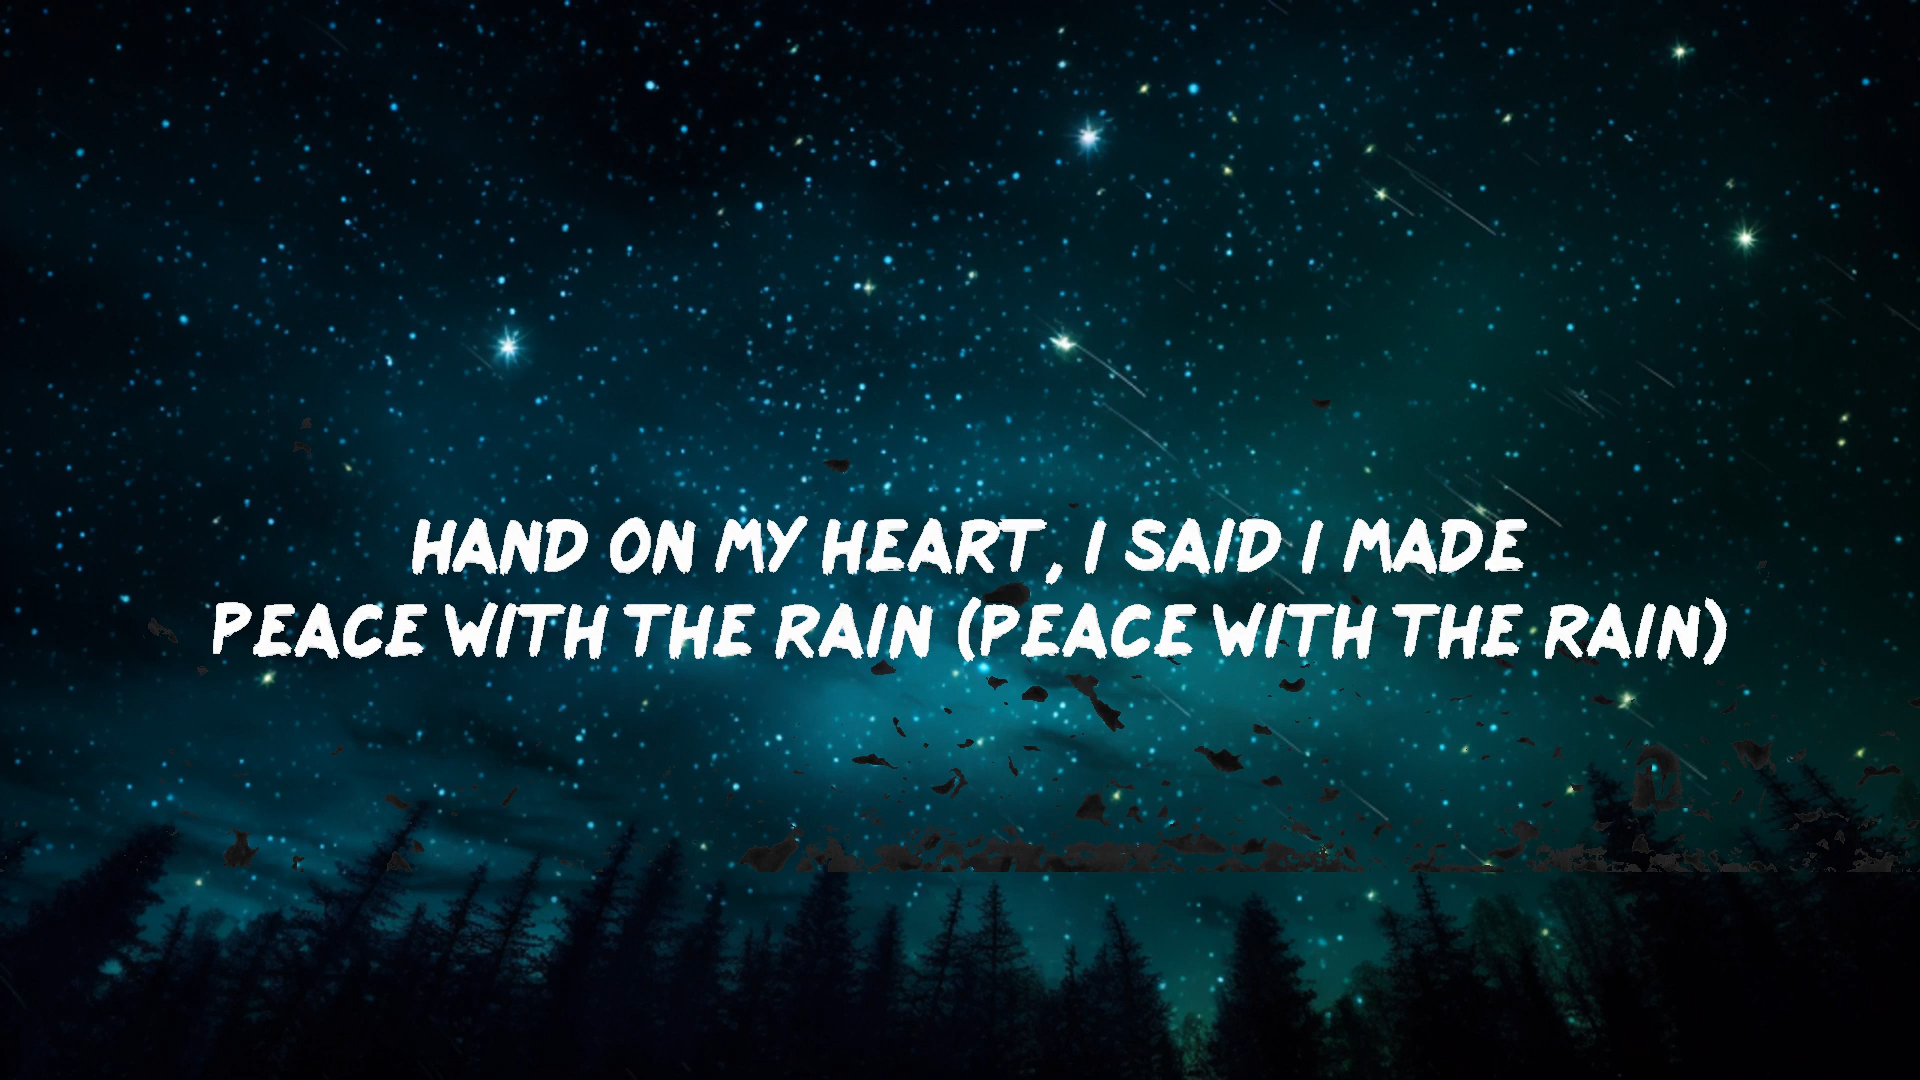 HAND ON MY HEART, I SAID I MADE
PEACE WITH THE RAIN (PEACE WITH THE RAIN)